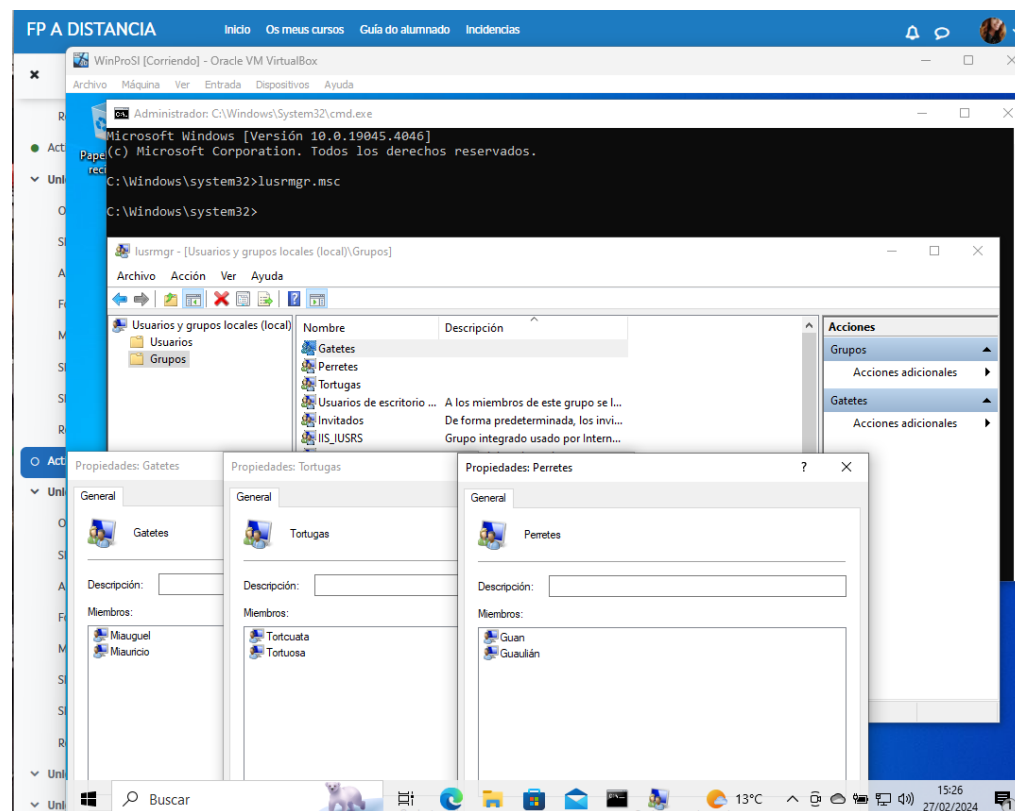 FP A DISTANCIA Inicio Os meus cursos Guía do alumnado Incidencias
WinProSI [Corriendo] - Oracle VM VirtualBox
Archivo Máquina Ver Entrada Dispositivos Ayuda
Administrador: C:\Windows\System32\cmd.exe
Microsoft Windows [Versión 10.0.19045.4046]
(c) Microsoft Corporation. Todos los derechos reservados.
C:\Windows\system32>lusrmgr.msc
C:\Windows\system32>
lusrmgr - [Usuarios y grupos locales (local)\Grupos]
Archivo Acción Ver Ayuda
Usuarios y grupos locales (local)
Usuarios
Grupos
Nombre Descripción
Gatetes
Perretes
Tortugas
Usuarios de escritorio ... A los miembros de este grupo se l...
Invitados De forma predeterminada, los invi...
IIS_IUSRS Grupo integrado usado por Intern...
Acciones
Grupos
Acciones adicionales
Gatetes
Acciones adicionales
Propiedades: Gatetes
General
Gatetes
Descripción:
Miembros:
Miauguel
Miauricio
Propiedades: Tortugas
General
Tortugas
Descripción:
Miembros:
Tortcuata
Tortuosa
Propiedades: Perretes
General
Perretes
Descripción:
Miembros:
Guan
Guaulián
Buscar
13°C
15:26
27/02/2024